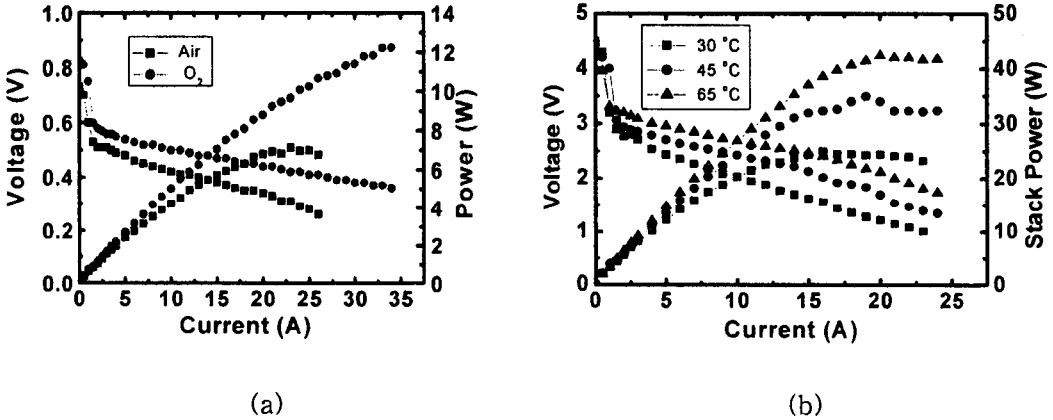 1.0
0.8
0.6
0.4
0.2
0.0
Voltage (V)
Air
O₂
14
12
10
8
6
4
2
0
Power (W)
0 5 10 15 20 25 30 35
Current (A)
(a)
5
4
3
2
1
0
Voltage (V)
30 °C
45 °C
65 °C
50
40
30
20
10
0
Stack Power (W)
0 5 10 15 20 25
Current (A)
(b)